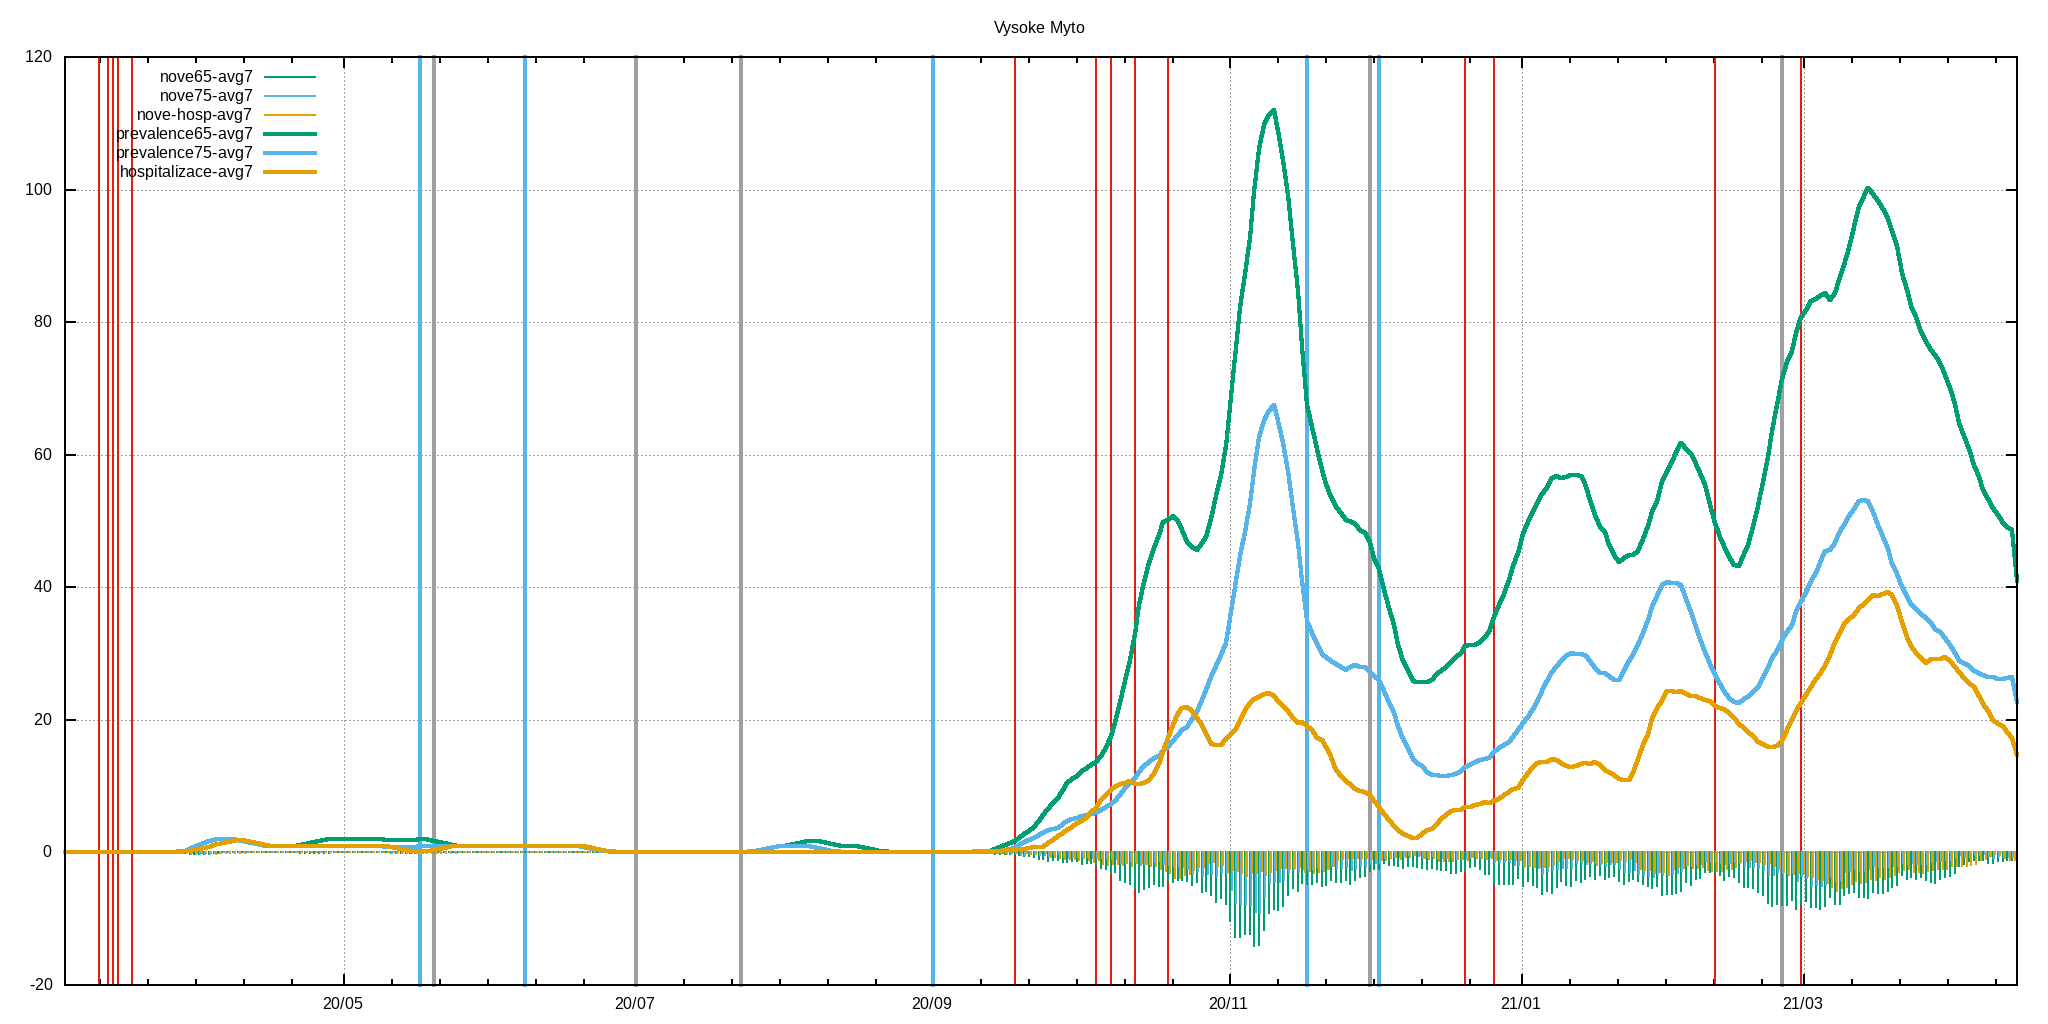 Vysoke Myto
120
100
80
60
40
20
0
-20
nove65-avg7
nove75-avg7
nove-hosp-avg7
prevalence65-avg7
prevalence75-avg7
hospitalizace-avg7
20/05 20/07 20/09 20/11 21/01 21/03